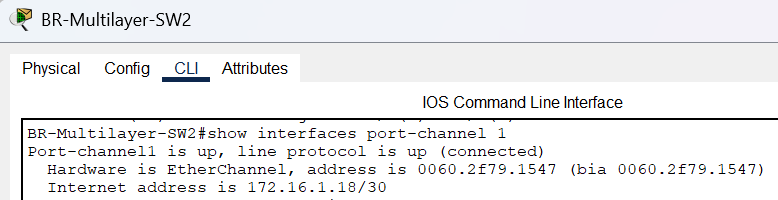 BR-Multilayer-SW2
Physical Config CLI Attributes
IOS Command Line Interface
BR-Multilayer-SW2#show interfaces port-channel 1
Port-channel1 is up, line protocol is up (connected)
Hardware is EtherChannel, address is 0060.2f79.1547 (bia 0060.2f79.1547)
Internet address is 172.16.1.18/30